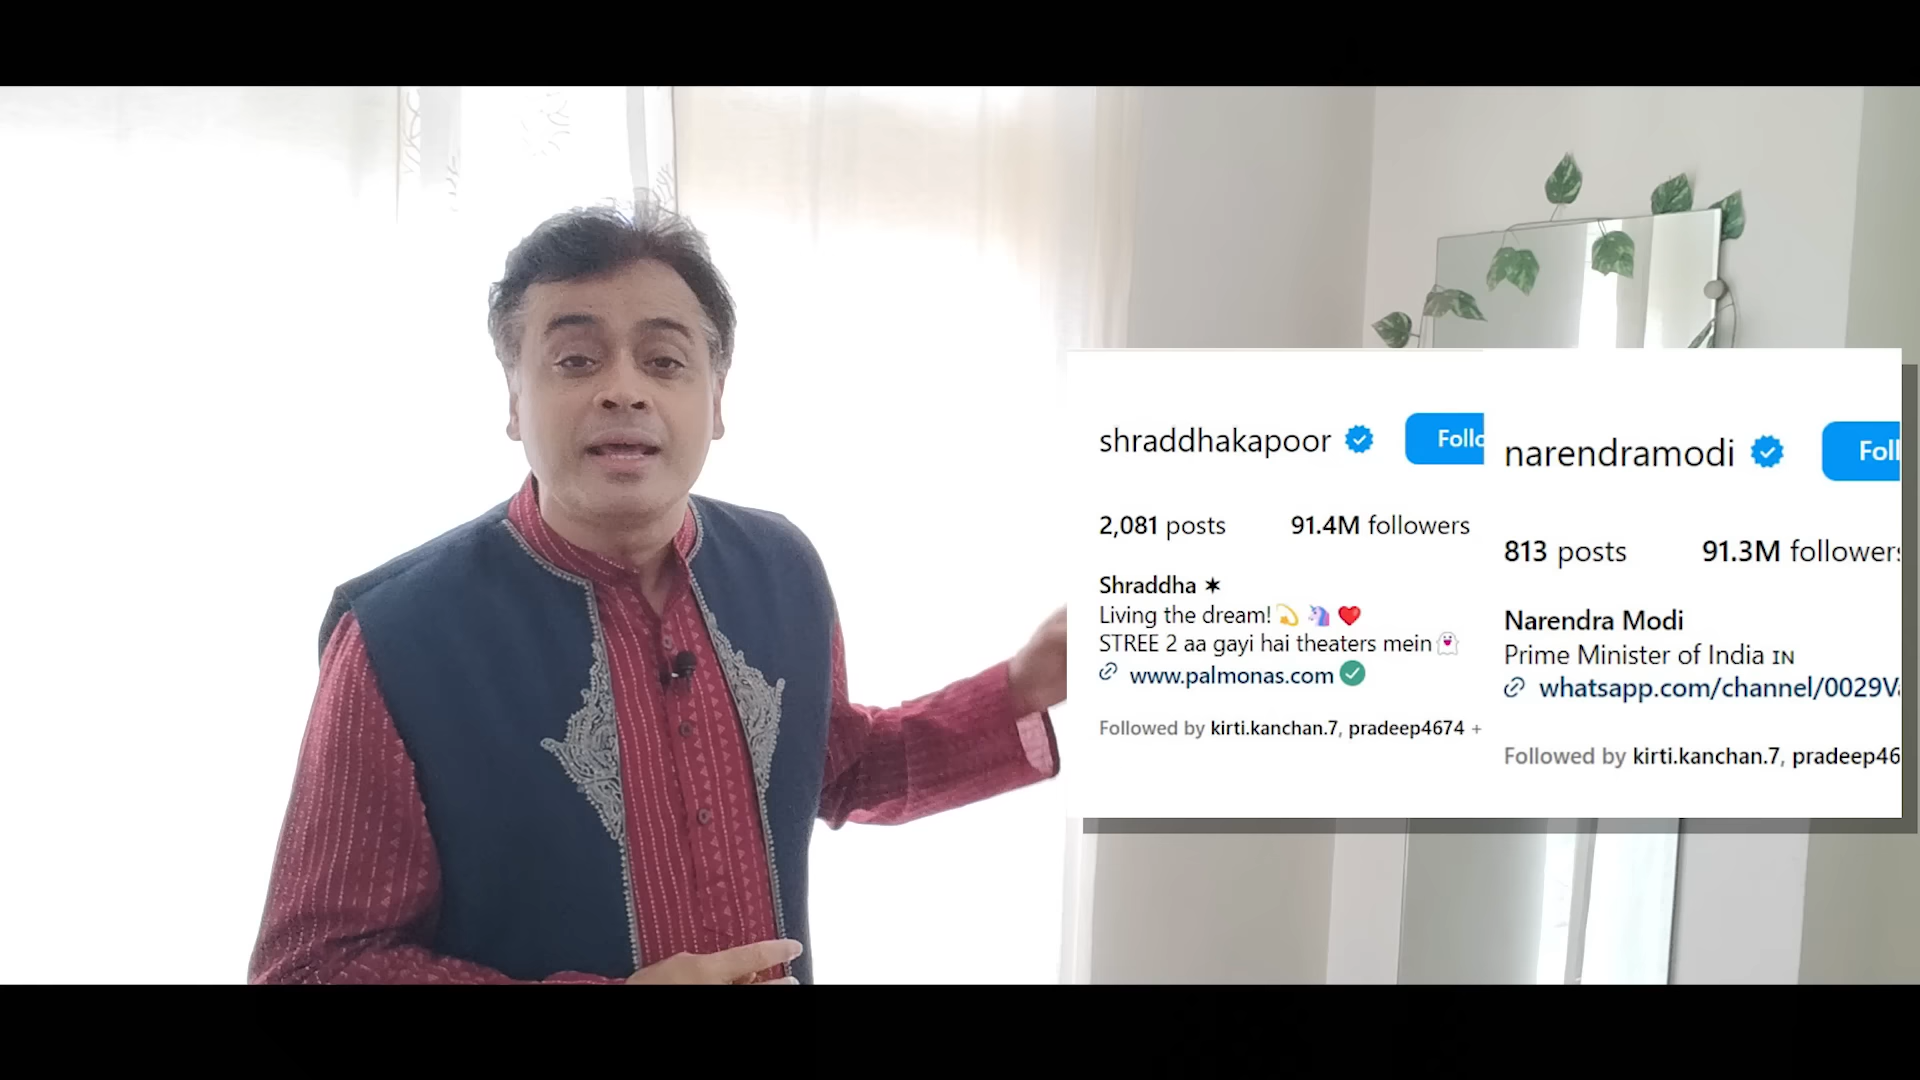 shraddhakapoor
Follo
2,081 posts 91.4M followers
Shraddha ✶
Living the dream! 💫 🦄 ❤️
STREE 2 aa gayi hai theaters mein 👻
www.palmonas.com
Followed by kirti.kanchan.7, pradeep4674 +
narendramodi
Foll
813 posts 91.3M followers
Narendra Modi
Prime Minister of India IN
whatsapp.com/channel/0029Va
Followed by kirti.kanchan.7, pradeep46